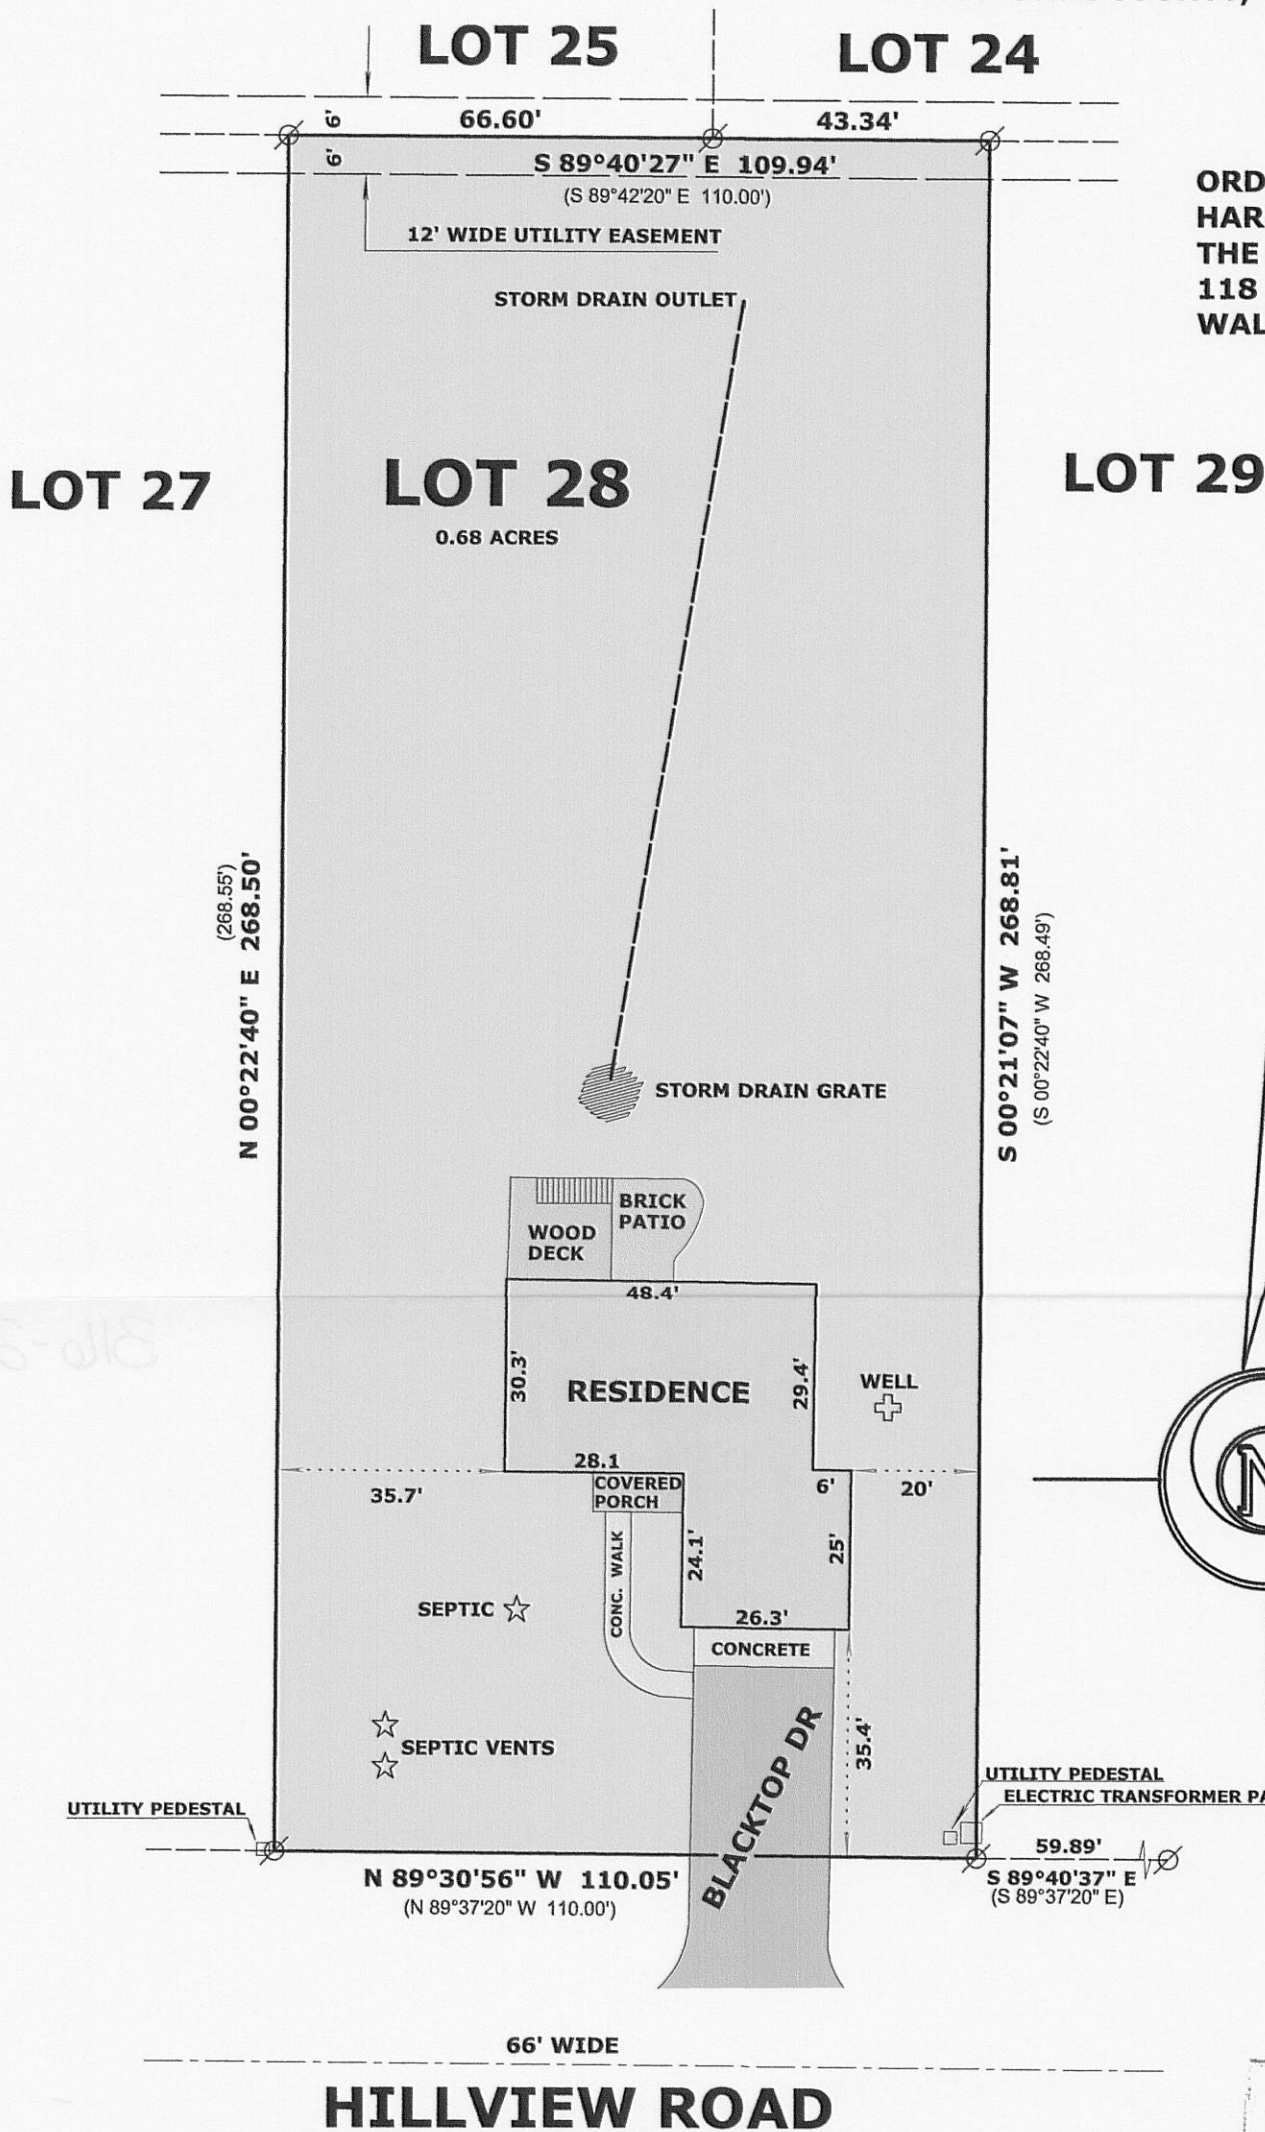 LOT 25
LOT 24
6'
66.60'
43.34'
6'
S 89°40'27" E 109.94'
(S 89°42'20" E 110.00')
12' WIDE UTILITY EASEMENT
ORD
HAR
THE
118
WAL
STORM DRAIN OUTLET
LOT 27
LOT 28
LOT 29
0.68 ACRES
(268.55')
N 00°22'40" E 268.50'
S 00°21'07" W 268.81'
(S 00°22'40" W 268.49')
STORM DRAIN GRATE
BRICK
PATIO
WOOD
DECK
48.4'
30.3'
RESIDENCE
29.4'
WELL
28.1
COVERED
PORCH
35.7'
6'
20'
CONC. WALK
24.1'
25'
SEPTIC
26.3'
CONCRETE
SEPTIC VENTS
BLACKTOP DR
35.4'
UTILITY PEDESTAL
UTILITY PEDESTAL
ELECTRIC TRANSFORMER PA
59.89'
N 89°30'56" W 110.05'
(N 89°37'20" W 110.00')
S 89°40'37" E
(S 89°37'20" E)
N
66' WIDE
HILLVIEW ROAD